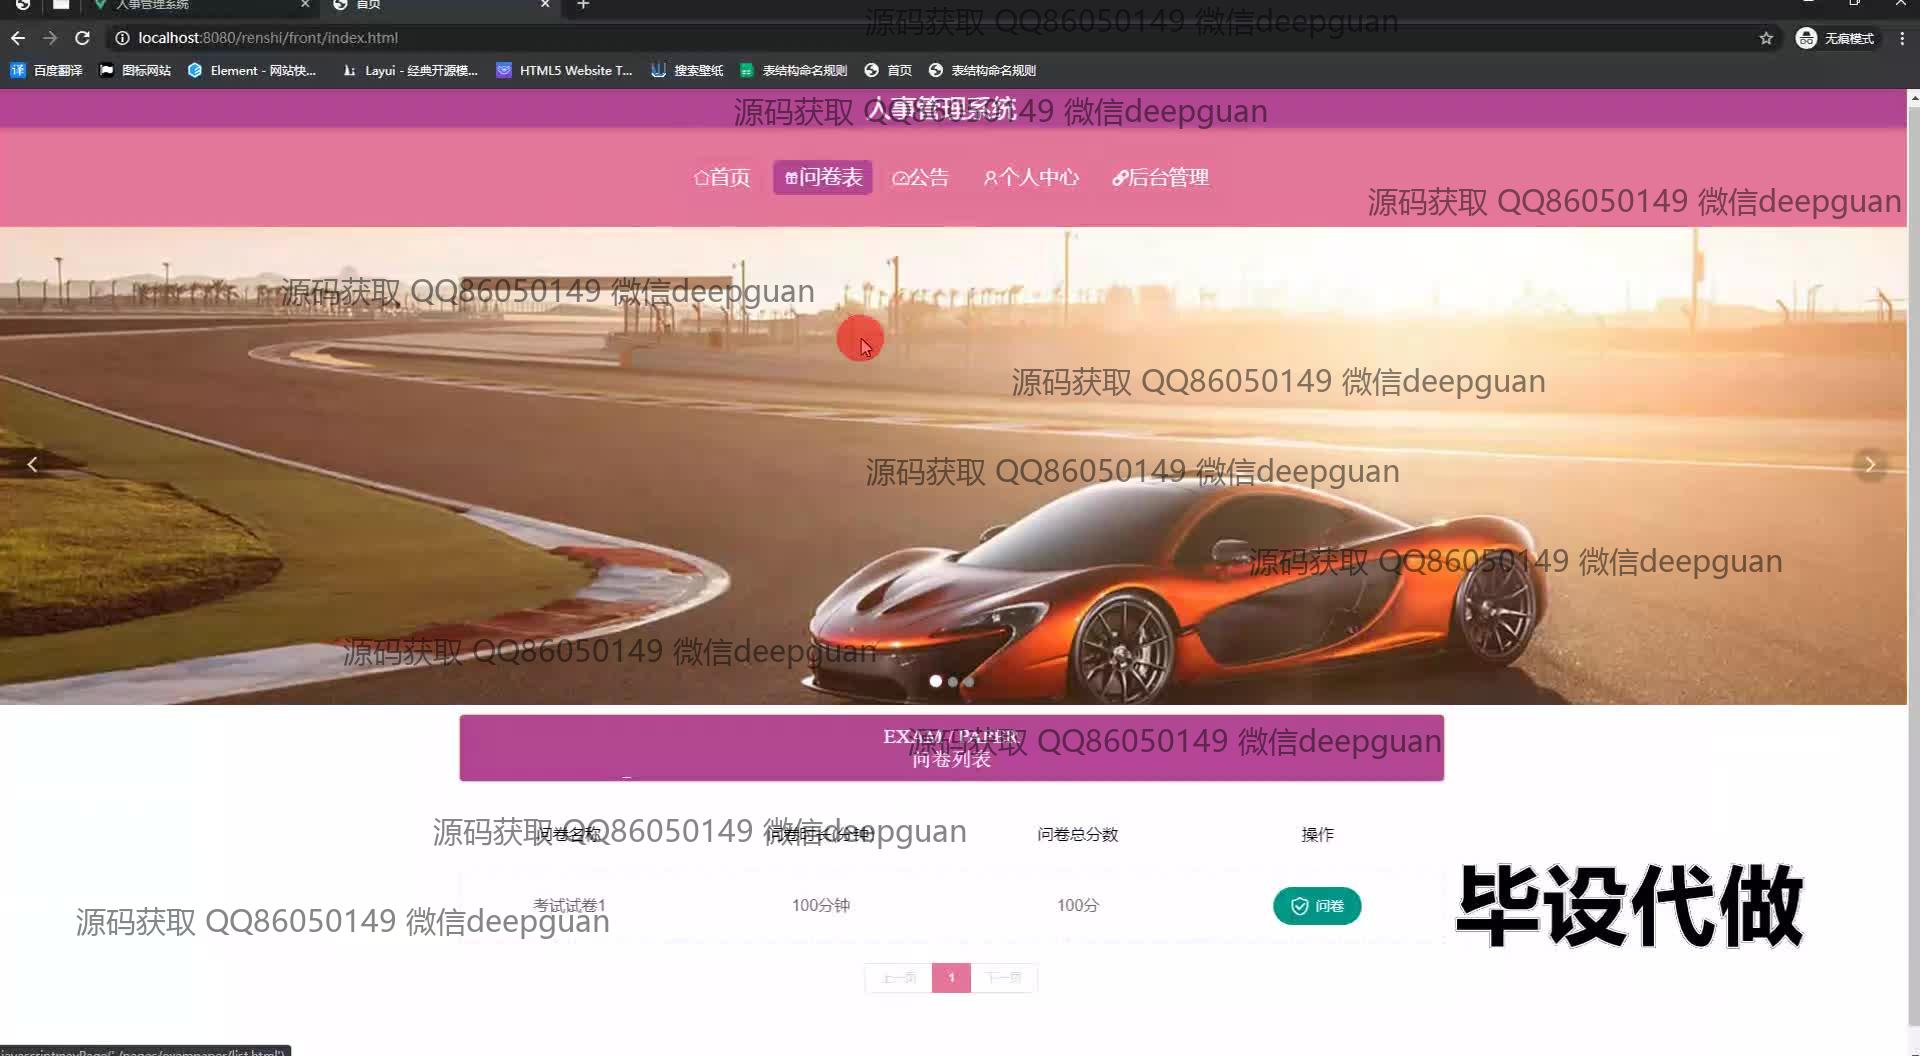 人事管理系统
首页
源码获取 QQ86050149 微信deepguan
localhost:8080/renshi/front/index.html
无痕模式
百度翻译
图标网站
Element - 网站快...
Layui - 经典开源模...
HTML5 Website T...
搜索壁纸
表结构命名规则
首页
表结构命名规则
人事管理系统
源码获取 QQ86050149 微信deepguan
首页
问卷表
公告
个人中心
后台管理
源码获取 QQ86050149 微信deepguan
源码获取 QQ86050149 微信deepguan
源码获取 QQ86050149 微信deepguan
源码获取 QQ86050149 微信deepguan
源码获取 QQ86050149 微信deepguan
源码获取 QQ86050149 微信deepguan
EXAM / PAPER
源码获取 QQ86050149 微信deepguan
问卷列表
源码获取 QQ86050149 微信deepguan
问卷名称
问卷时长(分钟)
问卷总分数
操作
考试试卷1
100分钟
100分
问卷
源码获取 QQ86050149 微信deepguan
毕设代做
上一页
1
下一页